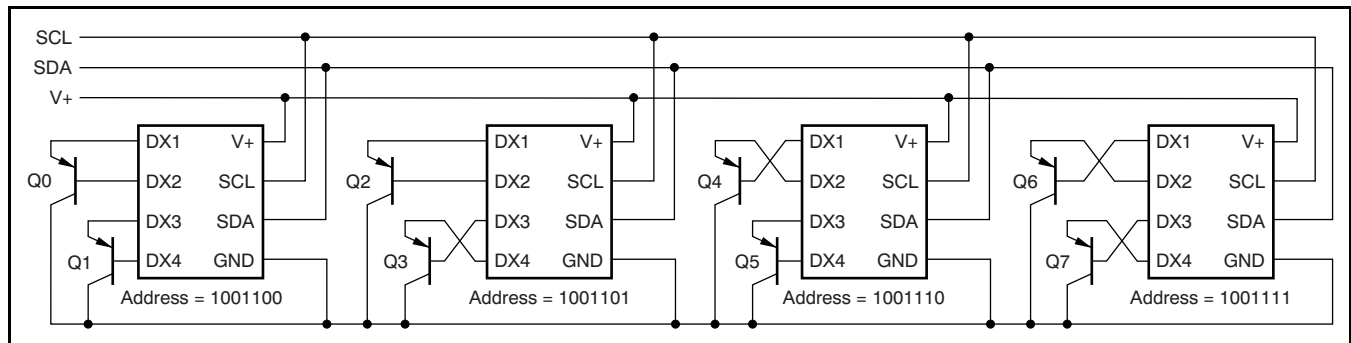 SCL
SDA
V+
DX1 V+ DX1 V+ DX1 V+ DX1 V+
Q0 DX2 SCL Q2 DX2 SCL Q4 DX2 SCL Q6 DX2 SCL
DX3 SDA DX3 SDA DX3 SDA DX3 SDA
Q1 DX4 GND Q3 DX4 GND Q5 DX4 GND Q7 DX4 GND
Address = 1001100 Address = 1001101 Address = 1001110 Address = 1001111